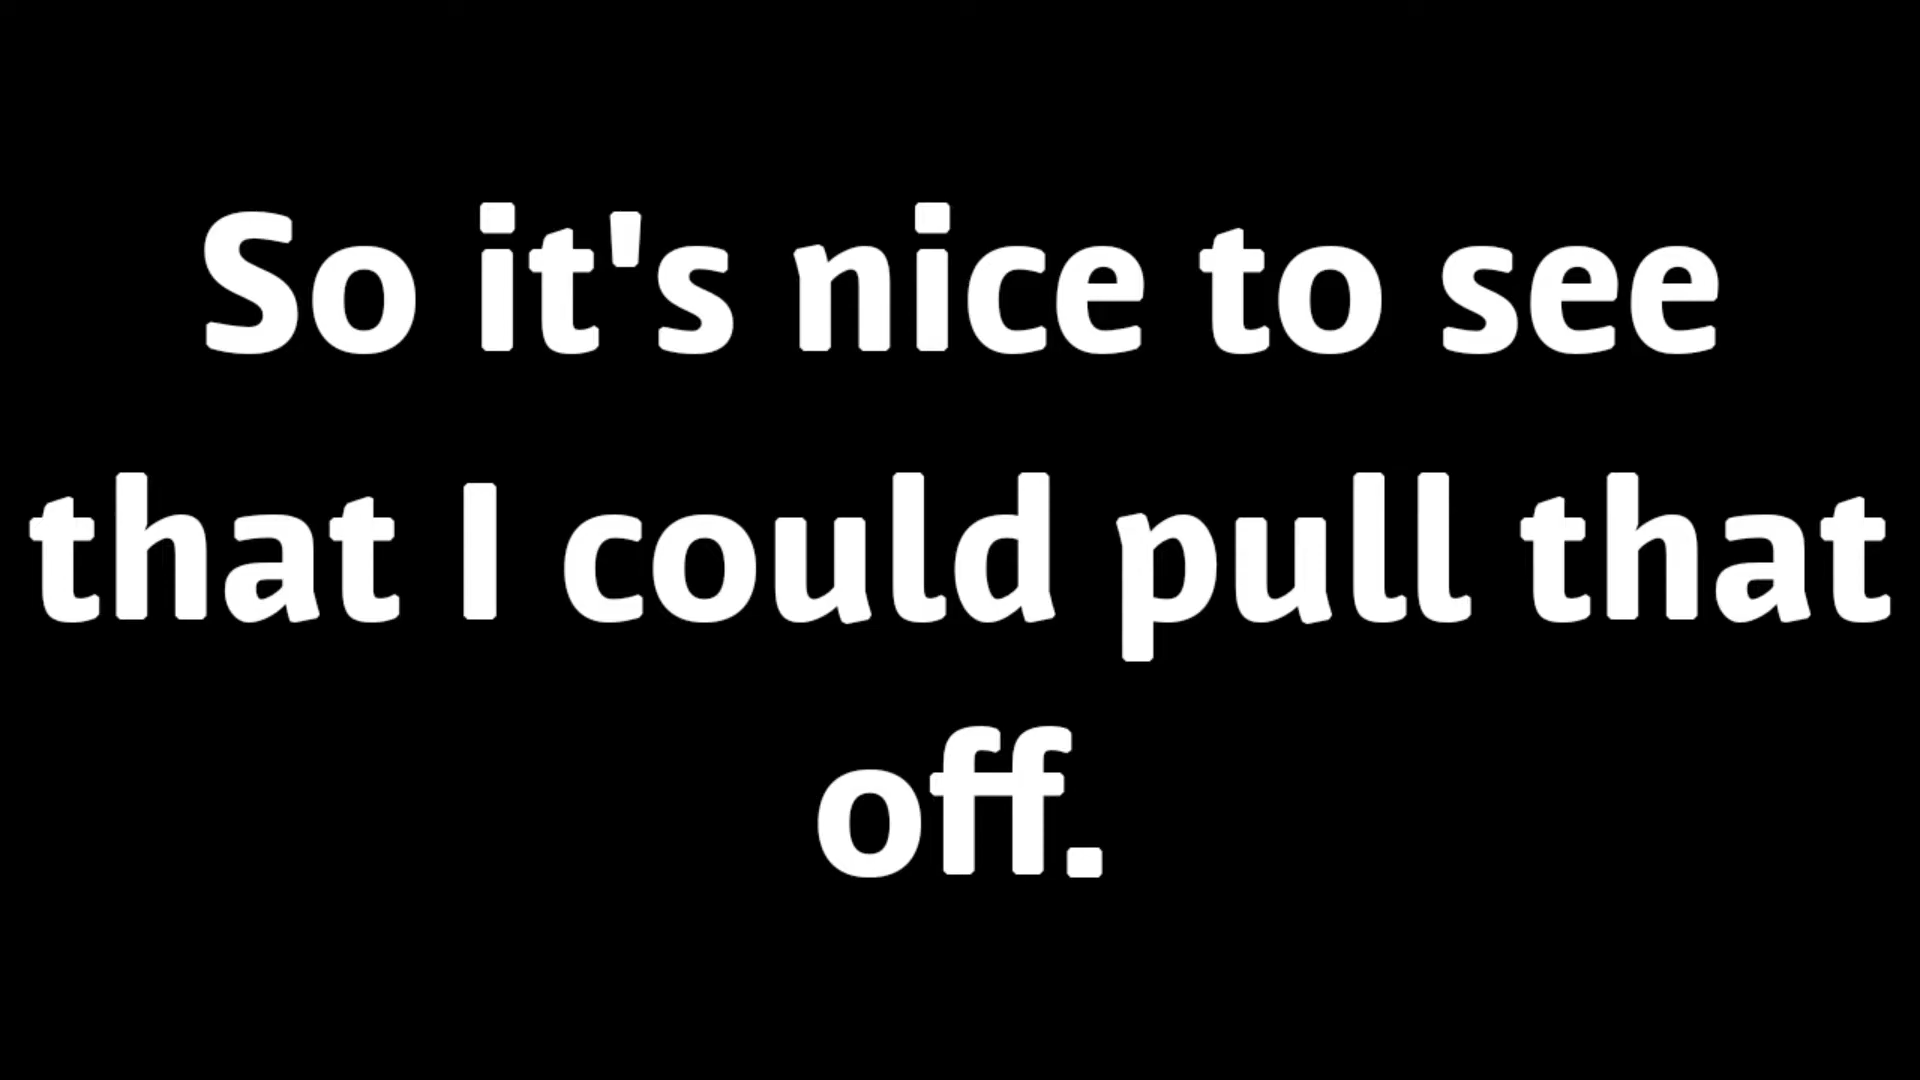 So it's nice to see
that I could pull that
off.